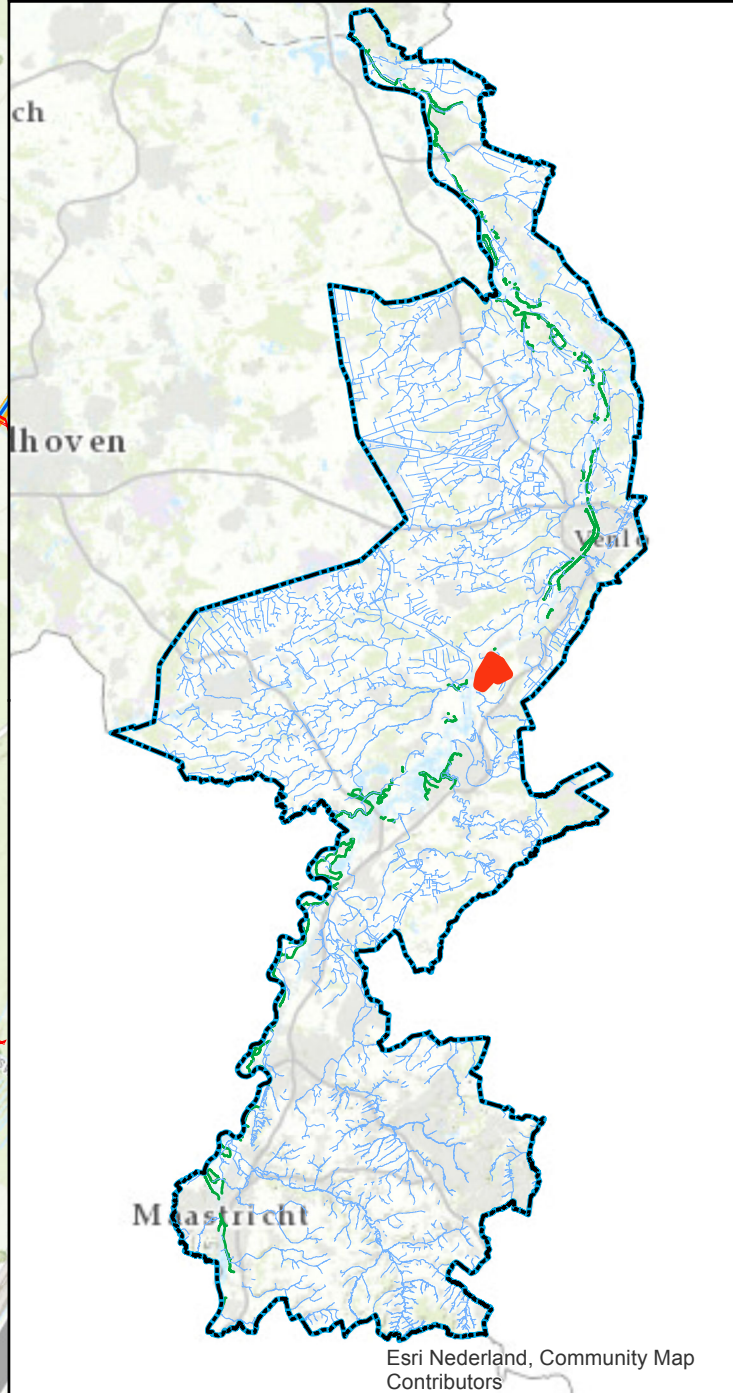 ch
lhoven
Venlo
Maastricht
Esri Nederland, Community Map
Contributors